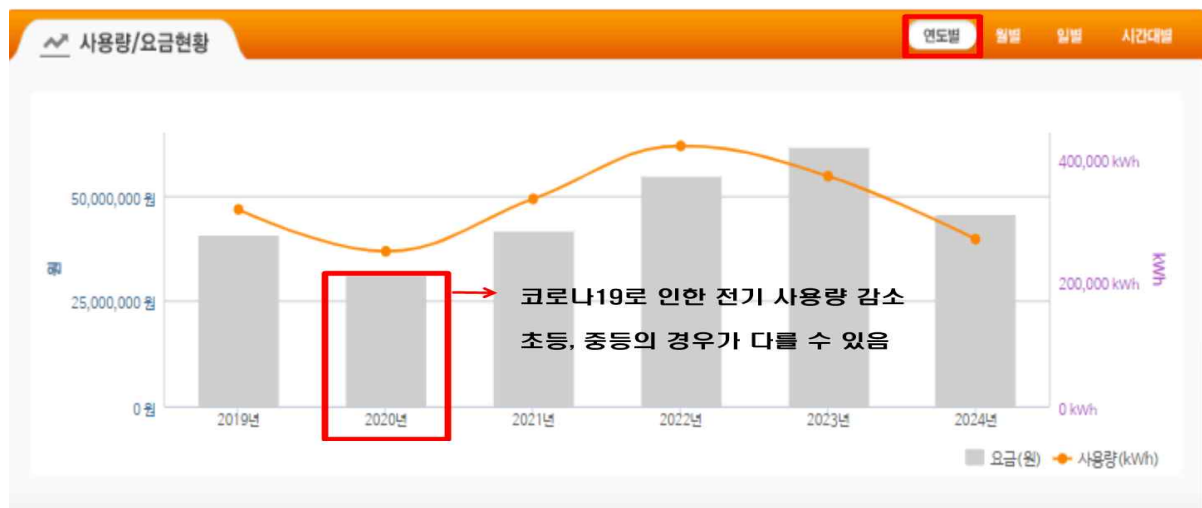 사용량/요금현황
연도별 월별 일별 시간대별
400,000 kWh
50,000,000 원
원
kWh
코로나19로 인한 전기 사용량 감소
200,000 kWh
25,000,000 원
초등, 중등의 경우가 다를 수 있음
0 원
0 kWh
2019년 2020년 2021년 2022년 2023년 2024년
요금(원) 사용량(kWh)